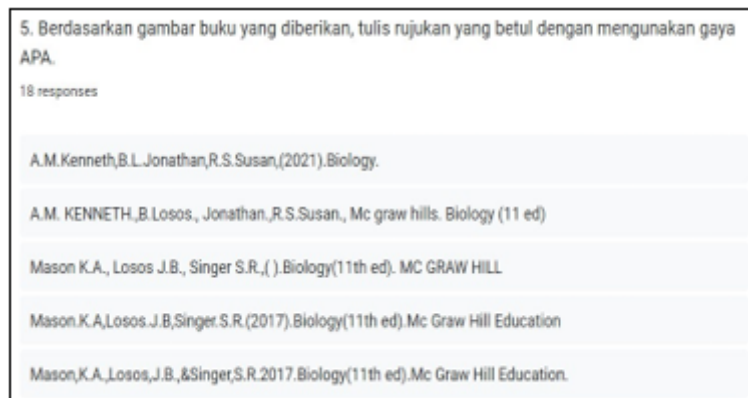 5. Berdasarkan gambar buku yang diberikan, tulis rujukan yang betul dengan mengunakan gaya
APA.
18 responses
A.M.Kenneth,B.L.Jonathan,R.S.Susan,(2021).Biology.
A.M. KENNETH.,B.Losos., Jonathan.,R.S.Susan., Mc graw hills. Biology (11 ed)
Mason K.A., Losos J.B., Singer S.R.,( ).Biology(11th ed). MC GRAW HILL
Mason.K.A,Losos.J.B,Singer.S.R.(2017).Biology(11th ed).Mc Graw Hill Education
Mason,K.A.,Losos,J.B.,&Singer,S.R.2017.Biology(11th ed).Mc Graw Hill Education.